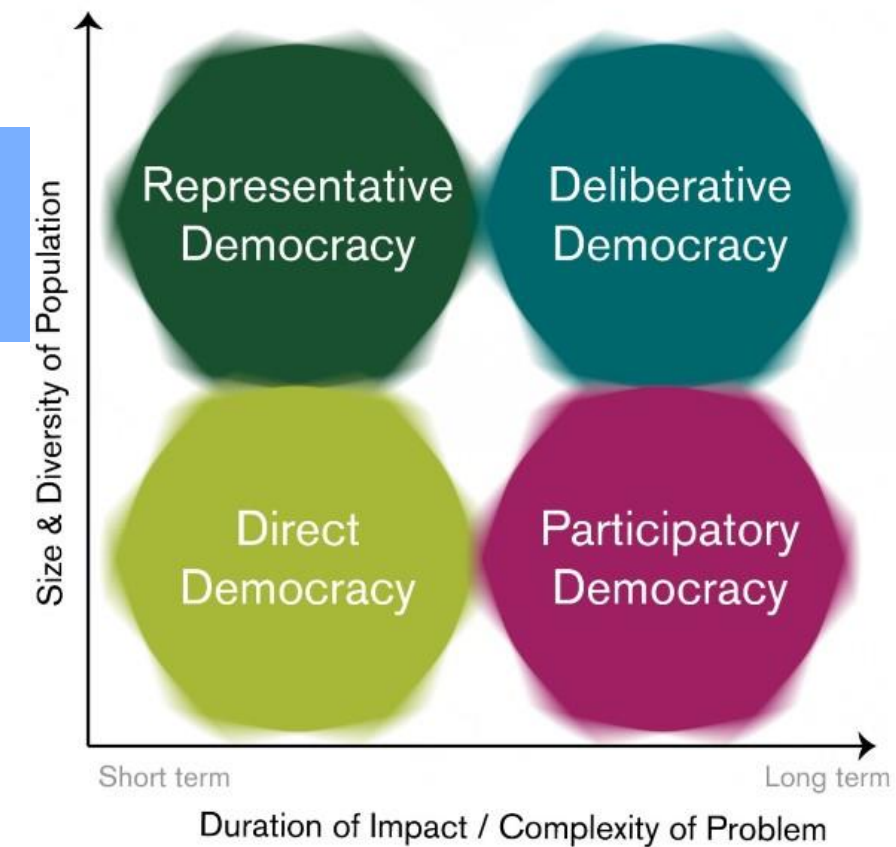 Size & Diversity of Population
Representative
Democracy
Deliberative
Democracy
Direct
Democracy
Participatory
Democracy
Short term
Long term
Duration of Impact / Complexity of Problem